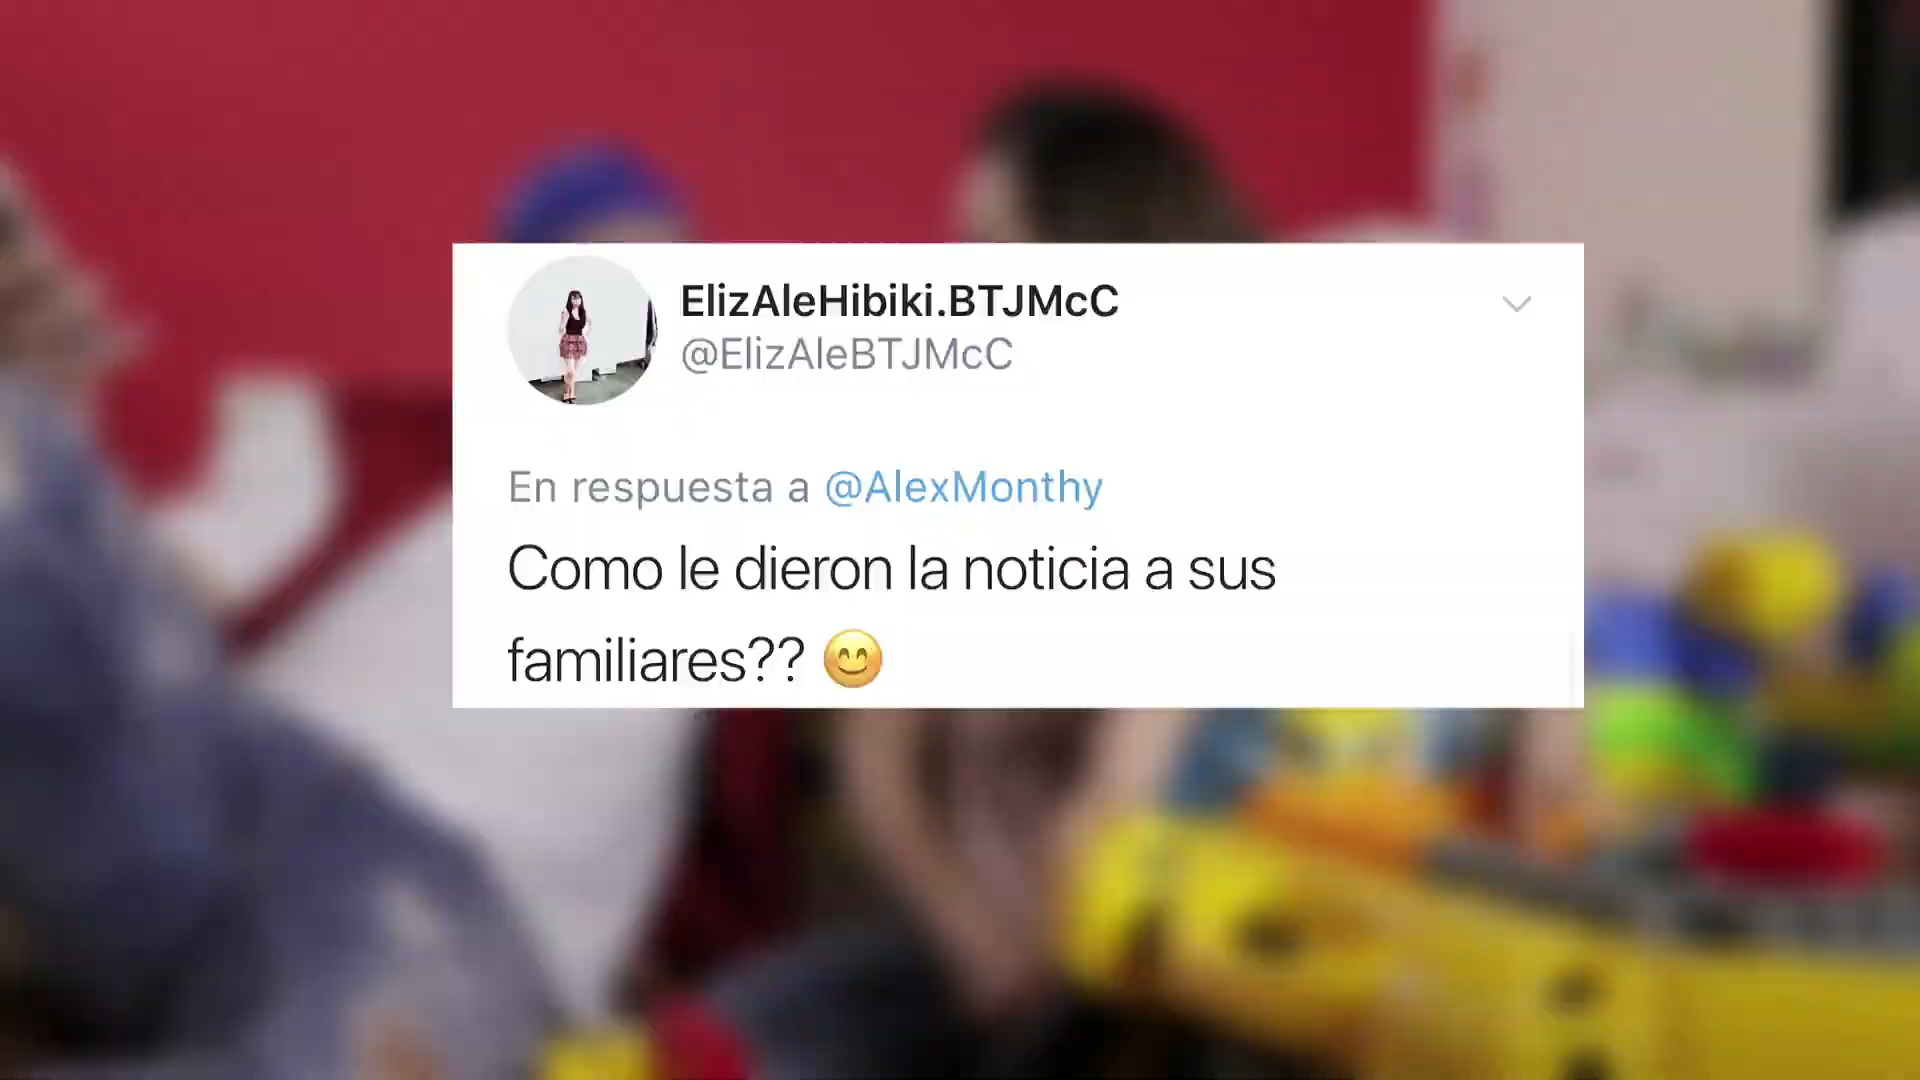 ElizAleHibiki.BTJMcC
@ElizAleBTJMcC
En respuesta a @AlexMonthy
Como le dieron la noticia a sus
familiares?? 😊